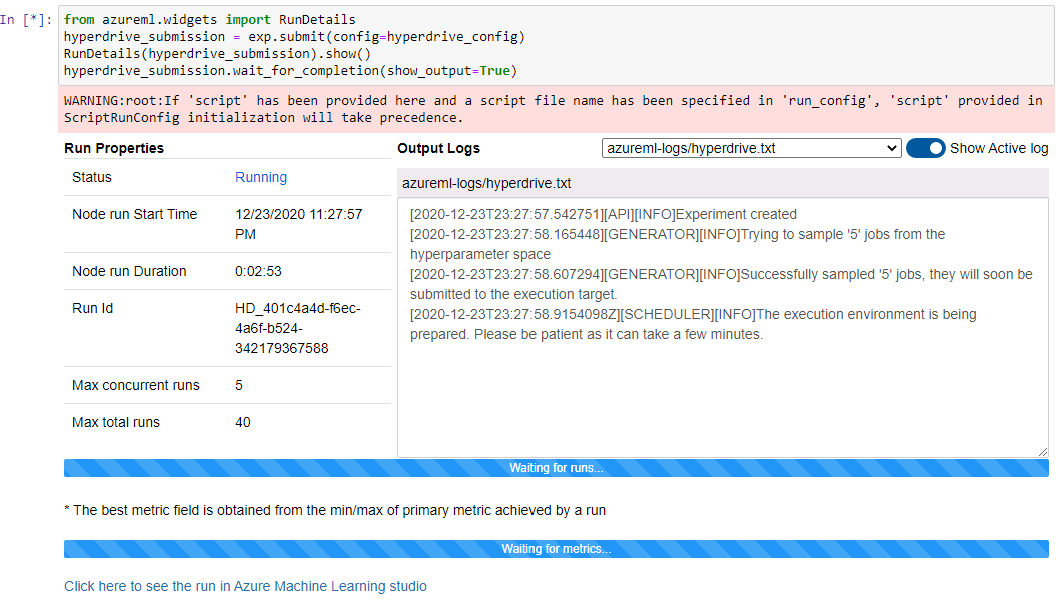 In [*]:
from azureml.widgets import RunDetails
hyperdrive_submission = exp.submit(config=hyperdrive_config)
RunDetails(hyperdrive_submission).show()
hyperdrive_submission.wait_for_completion(show_output=True)
WARNING:root:If 'script' has been provided here and a script file name has been specified in 'run_config', 'script' provided in
ScriptRunConfig initialization will take precedence.
Run Properties
Status Running
Node run Start Time 12/23/2020 11:27:57
PM
Node run Duration 0:02:53
Run Id HD_401c4a4d-f6ec-
4a6f-b524-
342179367588
Max concurrent runs 5
Max total runs 40
Output Logs
azureml-logs/hyperdrive.txt
Show Active log
azureml-logs/hyperdrive.txt
[2020-12-23T23:27:57.542751][API][INFO]Experiment created
[2020-12-23T23:27:58.165448][GENERATOR][INFO]Trying to sample '5' jobs from the
hyperparameter space
[2020-12-23T23:27:58.607294][GENERATOR][INFO]Successfully sampled '5' jobs, they will soon be
submitted to the execution target.
[2020-12-23T23:27:58.9154098Z][SCHEDULER][INFO]The execution environment is being
prepared. Please be patient as it can take a few minutes.
Waiting for runs...
* The best metric field is obtained from the min/max of primary metric achieved by a run
Waiting for metrics...
Click here to see the run in Azure Machine Learning studio